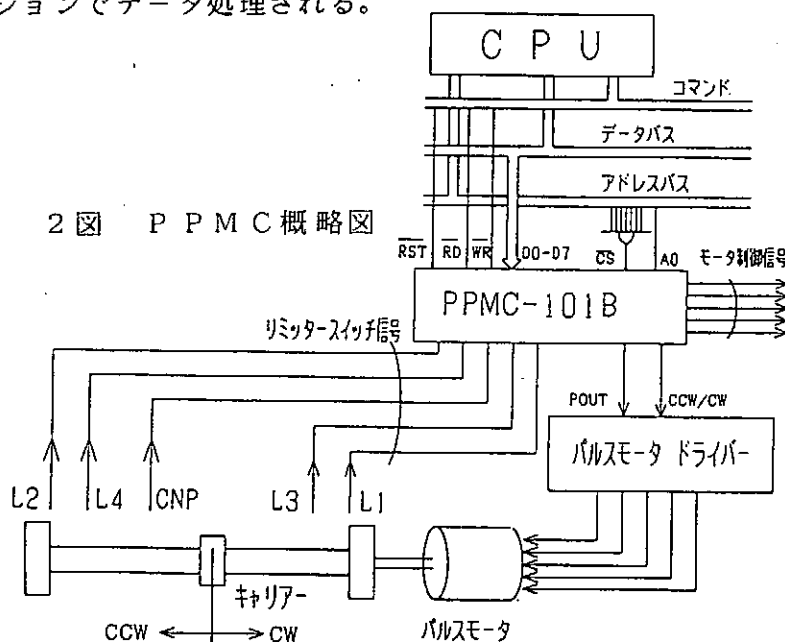 ションでデータ処理される。
CPU
コマンド
データバス
アドレスバス
2図 PPMC概略図
RST RD WR D0-D7 CS A0 モータ制御信号
PPMC-101B
リミッタースイッチ信号
POUT CCW/CW
パルスモータ ドライバー
L2 L4 CNP L3 L1
キャリアー
CCW CW パルスモータ